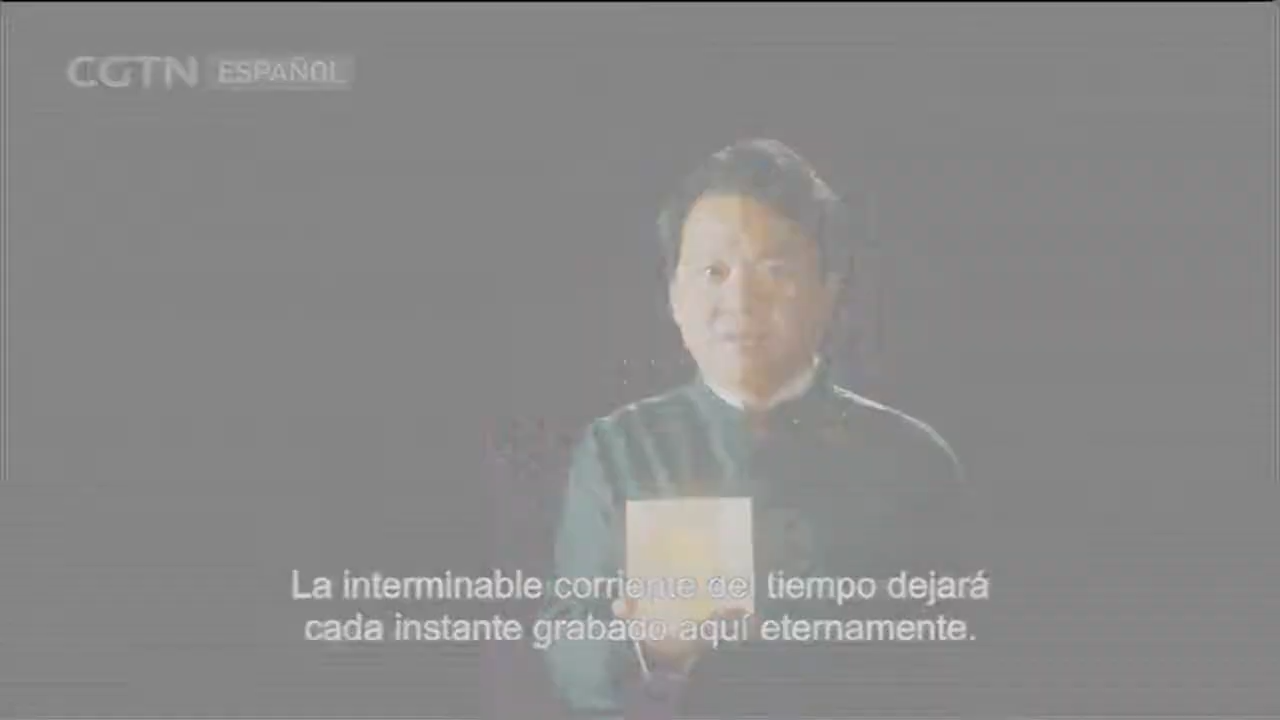 CGTN ESPAÑOL
La interminable corriente del tiempo dejará
cada instante grabado aquí eternamente.